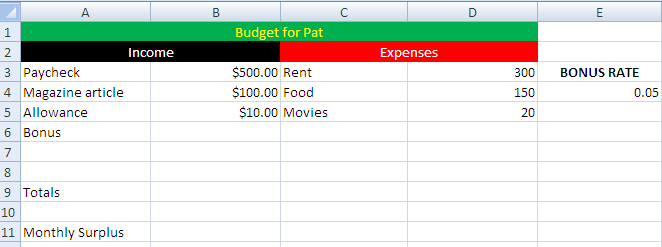 A B C D E
1 Budget for Pat
2 Income Expenses
3 Paycheck $500.00 Rent 300 BONUS RATE
4 Magazine article $100.00 Food 150 0.05
5 Allowance $10.00 Movies 20
6 Bonus
7
8
9 Totals
10
11 Monthly Surplus